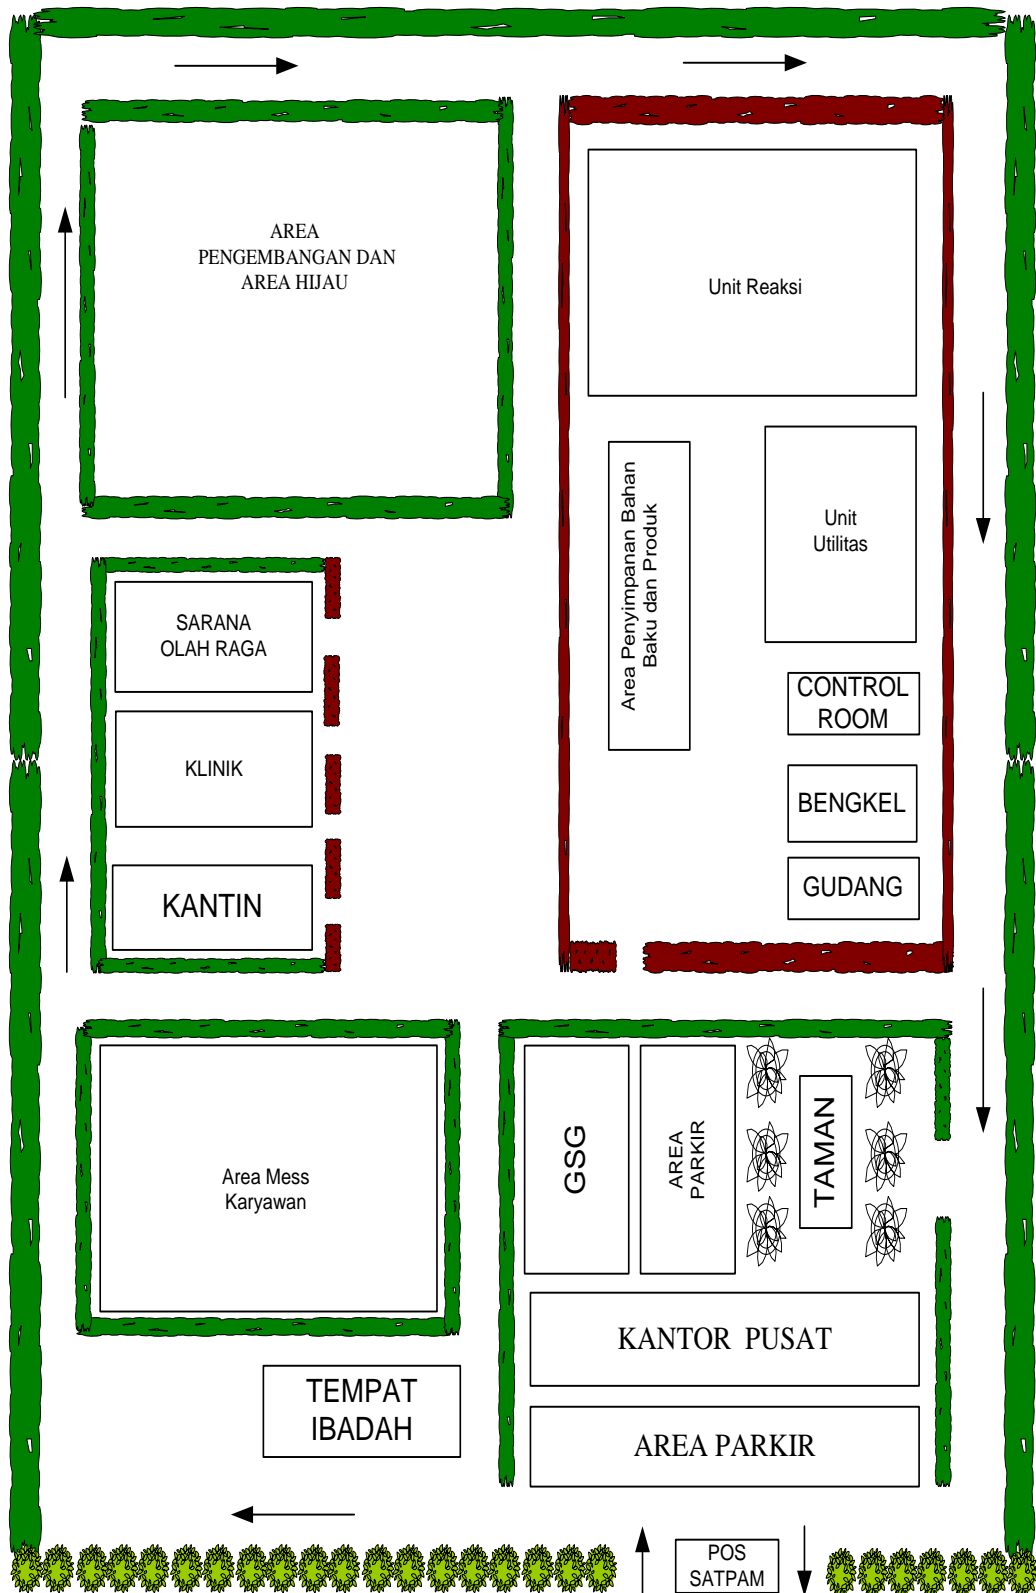 AREA
PENGEMBANGAN DAN
AREA HIJAU
Unit Reaksi
Area Penyimpanan Bahan
Baku dan Produk
Unit
Utilitas
SARANA
OLAH RAGA
CONTROL
ROOM
KLINIK
BENGKEL
KANTIN
GUDANG
Area Mess
Karyawan
GSG
AREA
PARKIR
TAMAN
KANTOR PUSAT
TEMPAT
IBADAH
AREA PARKIR
POS
SATPAM